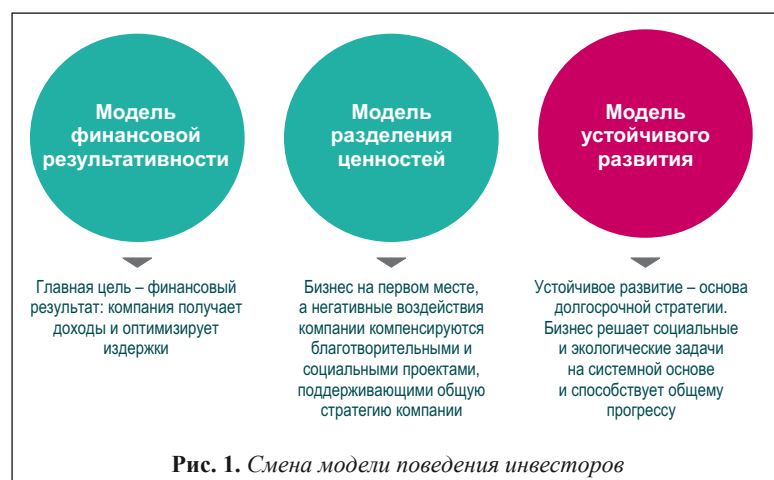 Модель
финансовой
результативности
Модель
разделения
ценностей
Модель
устойчивого
развития
Главная цель – финансовый
результат: компания получает
доходы и оптимизирует
издержки
Бизнес на первом месте,
а негативные воздействия
компании компенсируются
благотворительными и
социальными проектами,
поддерживающими общую
стратегию компании
Устойчивое развитие – основа
долгосрочной стратегии.
Бизнес решает социальные
и экологические задачи
на системной основе
и способствует общему
прогрессу
Рис. 1. Смена модели поведения инвесторов